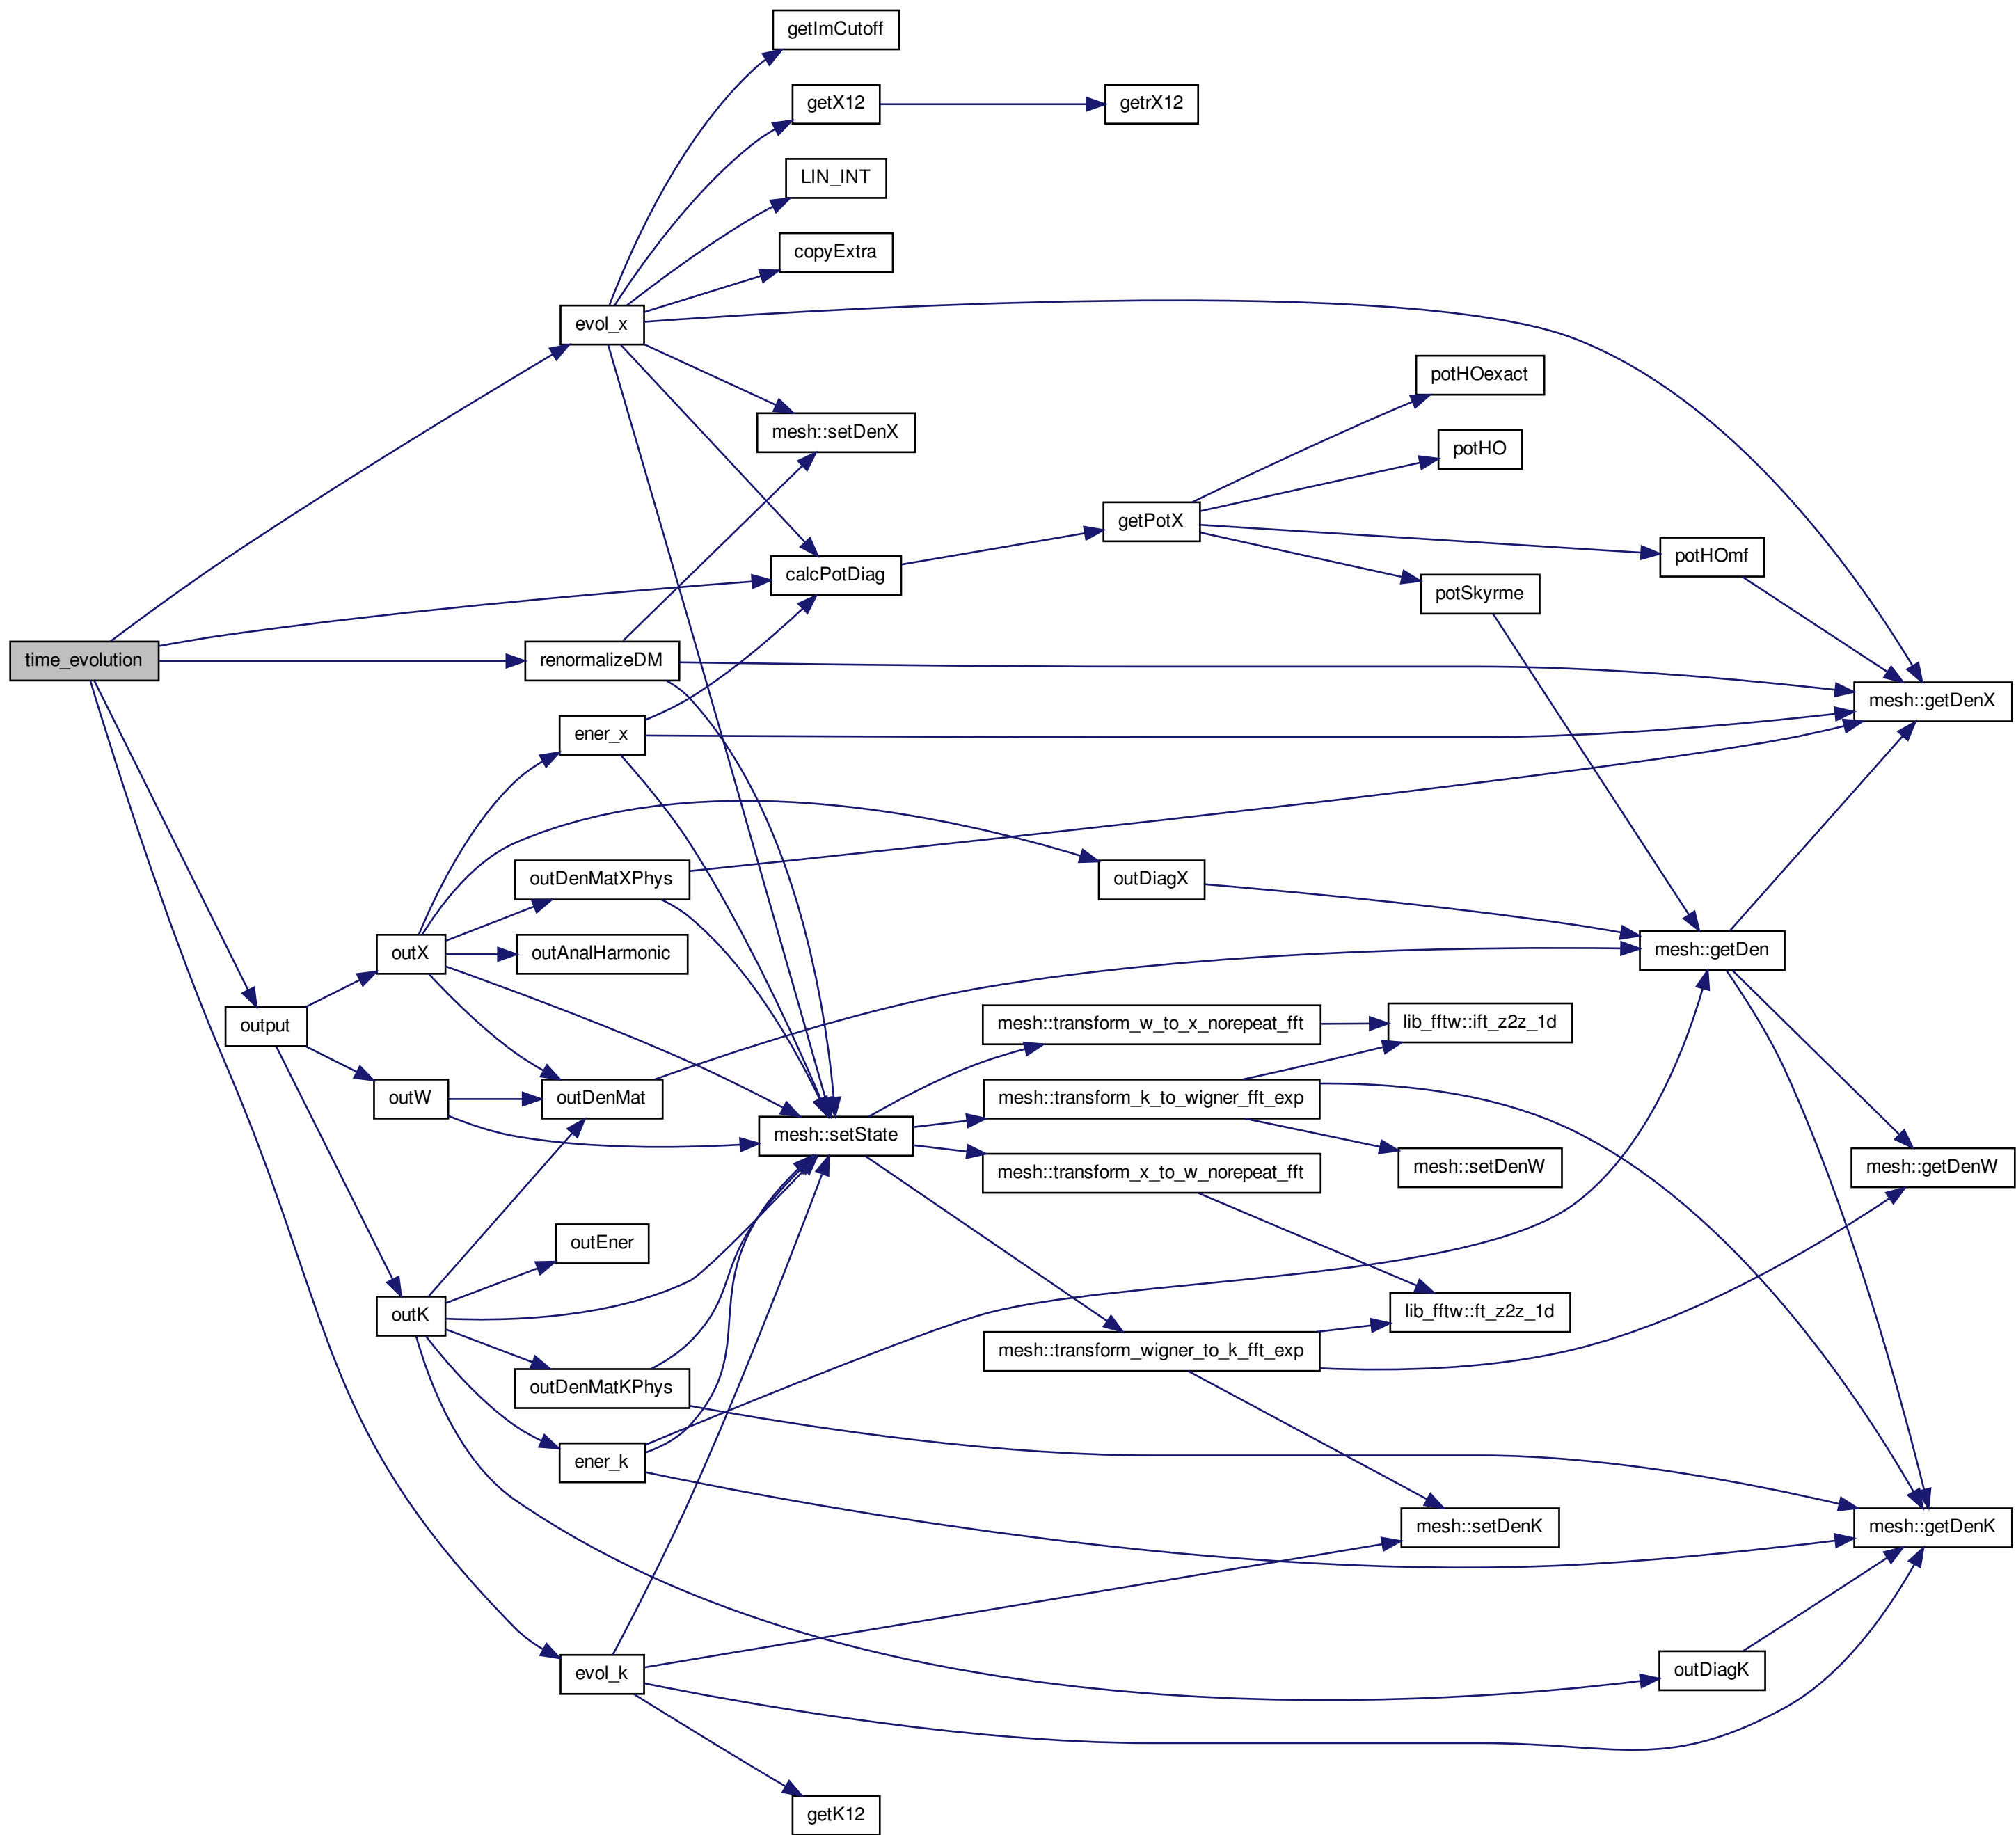 getImCutoff
getX12
getrX12
LIN_INT
copyExtra
evol_x
potHOexact
mesh::setDenX
potHO
getPotX
potHOmf
calcPotDiag
potSkyrme
time_evolution
renormalizeDM
mesh::getDenX
ener_x
outDenMatXPhys
outDiagX
outX
outAnalHarmonic
mesh::getDen
output
mesh::transform_w_to_x_norepeat_fft
lib_fftw::ift_z2z_1d
outW
outDenMat
mesh::transform_k_to_wigner_fft_exp
mesh::setState
mesh::setDenW
mesh::getDenW
mesh::transform_x_to_w_norepeat_fft
outEner
outK
lib_fftw::ft_z2z_1d
mesh::transform_wigner_to_k_fft_exp
outDenMatKPhys
ener_k
mesh::setDenK
mesh::getDenK
evol_k
outDiagK
getK12